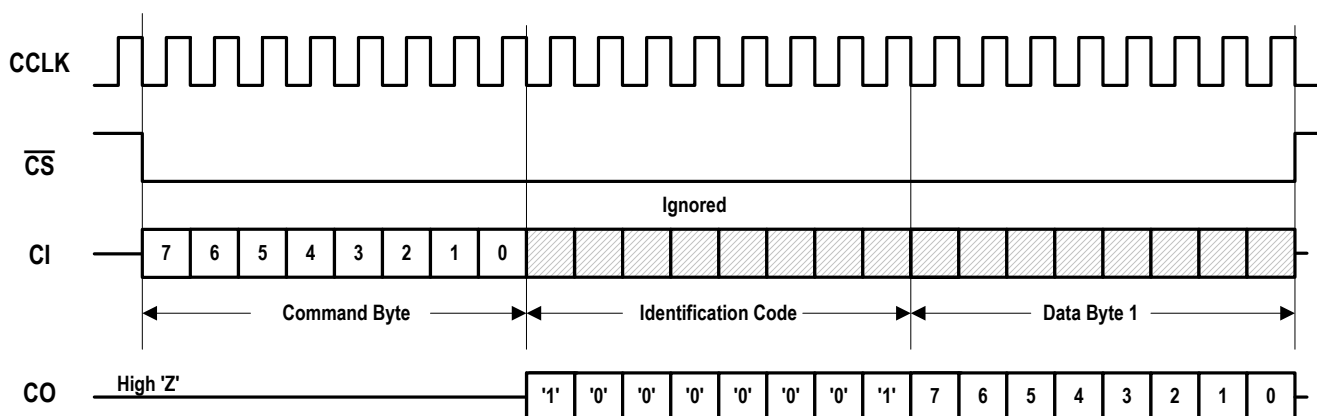 CCLK
CS
Ignored
CI 7 6 5 4 3 2 1 0
Command Byte Identification Code Data Byte 1
High 'Z'
CO '1' '0' '0' '0' '0' '0' '0' '1' 7 6 5 4 3 2 1 0